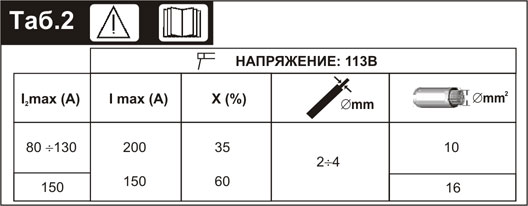 Таб.2
НАПРЯЖЕНИЕ: 113В
I₂max (A) I max (A) X (%) Ømm Ømm²
80 ÷130 200 35 2÷4 10
150 150 60 16